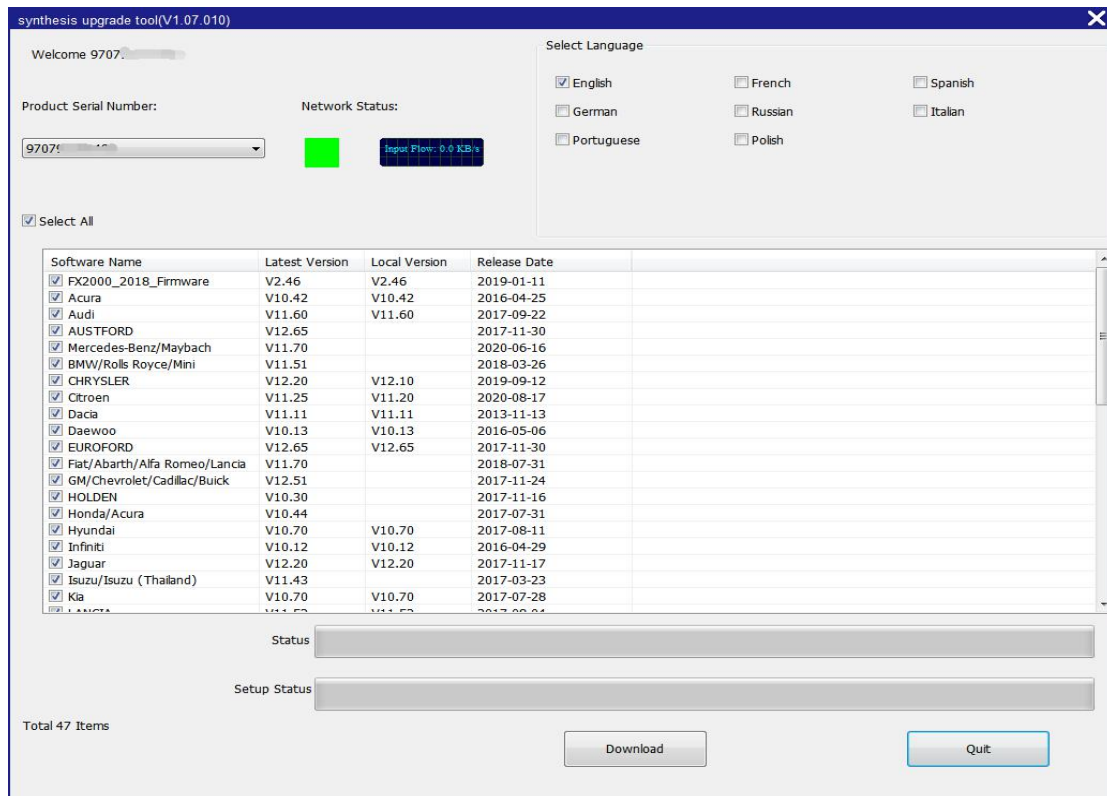 synthesis upgrade tool(V1.07.010)
Welcome 9707
Select Language
English French Spanish
German Russian Italian
Portuguese Polish
Product Serial Number: Network Status:
Input Flow: 0.0 KB/s
Select All
Software Name Latest Version Local Version Release Date
FX2000_2018_Firmware V2.46 V2.46 2019-01-11
Acura V10.42 V10.42 2016-04-25
Audi V11.60 V11.60 2017-09-22
AUSTFORD V12.65 2017-11-30
Mercedes-Benz/Maybach V11.70 2020-06-16
BMW/Rolls Royce/Mini V11.51 2018-03-26
CHRYSLER V12.20 V12.10 2019-09-12
Citroen V11.25 V11.20 2020-08-17
Dacia V11.11 V11.11 2013-11-13
Daewoo V10.13 V10.13 2016-05-06
EUROFORD V12.65 V12.65 2017-11-30
Fiat/Abarth/Alfa Romeo/Lancia V11.70 2018-07-31
GM/Chevrolet/Cadillac/Buick V12.51 2017-11-24
HOLDEN V10.30 2017-11-16
Honda/Acura V10.44 2017-07-31
Hyundai V10.70 V10.70 2017-08-11
Infiniti V10.12 V10.12 2016-04-29
Jaguar V12.20 V12.20 2017-11-17
Isuzu/Isuzu (Thailand) V11.43 2017-03-23
Kia V10.70 V10.70 2017-07-28
Status
Setup Status
Total 47 Items
Download Quit